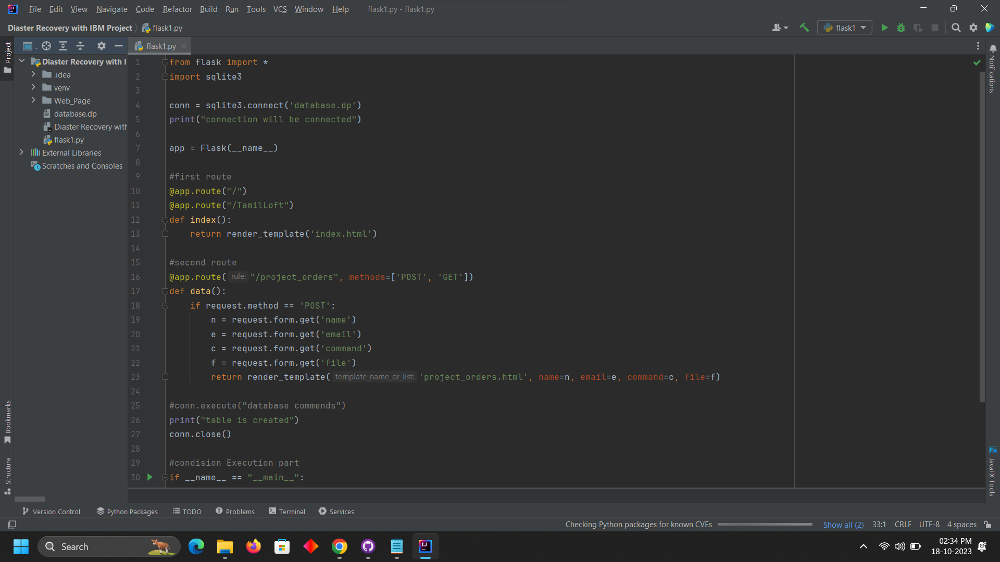 File Edit View Navigate Code Refactor Build Run Tools VCS Window Help flask1.py - flask1.py
Diaster Recovery with IBM Project flask1.py
flask1
Project
flask1.py
Notifications
Diaster Recovery with I
.idea
venv
Web_Page
database.dp
Diaster Recovery with
flask1.py
External Libraries
Scratches and Consoles
1 from flask import *
2 import sqlite3
3
4 conn = sqlite3.connect('database.dp')
5 print("connection will be connected")
6
7 app = Flask(__name__)
8
9 #first route
10 @app.route("/")
11 @app.route("/TamilLoft")
12 def index():
13 return render_template('index.html')
14
15 #second route
16 @app.route( rule: "/project_orders", methods=['POST', 'GET'])
17 def data():
18 if request.method == 'POST':
19 n = request.form.get('name')
20 e = request.form.get('email')
21 c = request.form.get('command')
22 f = request.form.get('file')
23 return render_template( template_name_or_list: 'project_orders.html', name=n, email=e, command=c, file=f)
24
25 #conn.execute("database commends")
26 print("table is created")
27 conn.close()
28
29 #condision Execution part
30 if __name__ == "__main__":
Bookmarks
Structure
JavaFX Tools
Version Control Python Packages TODO Problems Terminal Services
Checking Python packages for known CVEs Show all (2) 33:1 CRLF UTF-8 4 spaces
Search
02:34 PM
18-10-2023